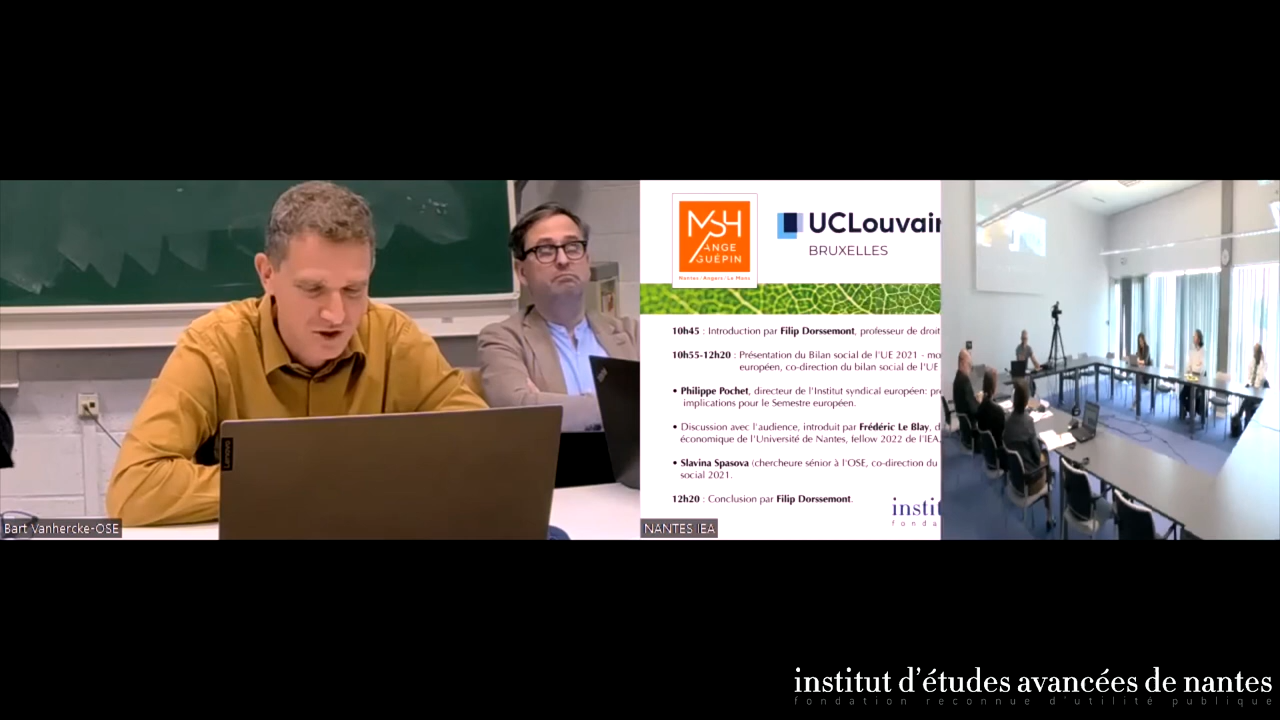 Lenovo
Bart Vanhercke-OSE
MSH
ANGE
GUÉPIN
Nantes Angers Le Mans
UCLouvain
BRUXELLES
10h45 : Introduction par Filip Dorssemont, professeur de droit
10h55-12h20 : Présentation du Bilan social de l'UE 2021 - mo
européen, co-direction du bilan social de l'UE
• Philippe Pochet, directeur de l'Institut syndical européen: pr
implications pour le Semestre européen.
• Discussion avec l'audience, introduit par Frédéric Le Blay, d
économique de l'Université de Nantes, fellow 2022 de l'IEA,
• Slavina Spasova (chercheure sénior à l'OSE, co-direction du
social 2021.
12h20 : Conclusion par Filip Dorssemont.
instit
fonda
NANTES IEA
institut d'études avancées de nantes
fondation reconnue d'utilité publique